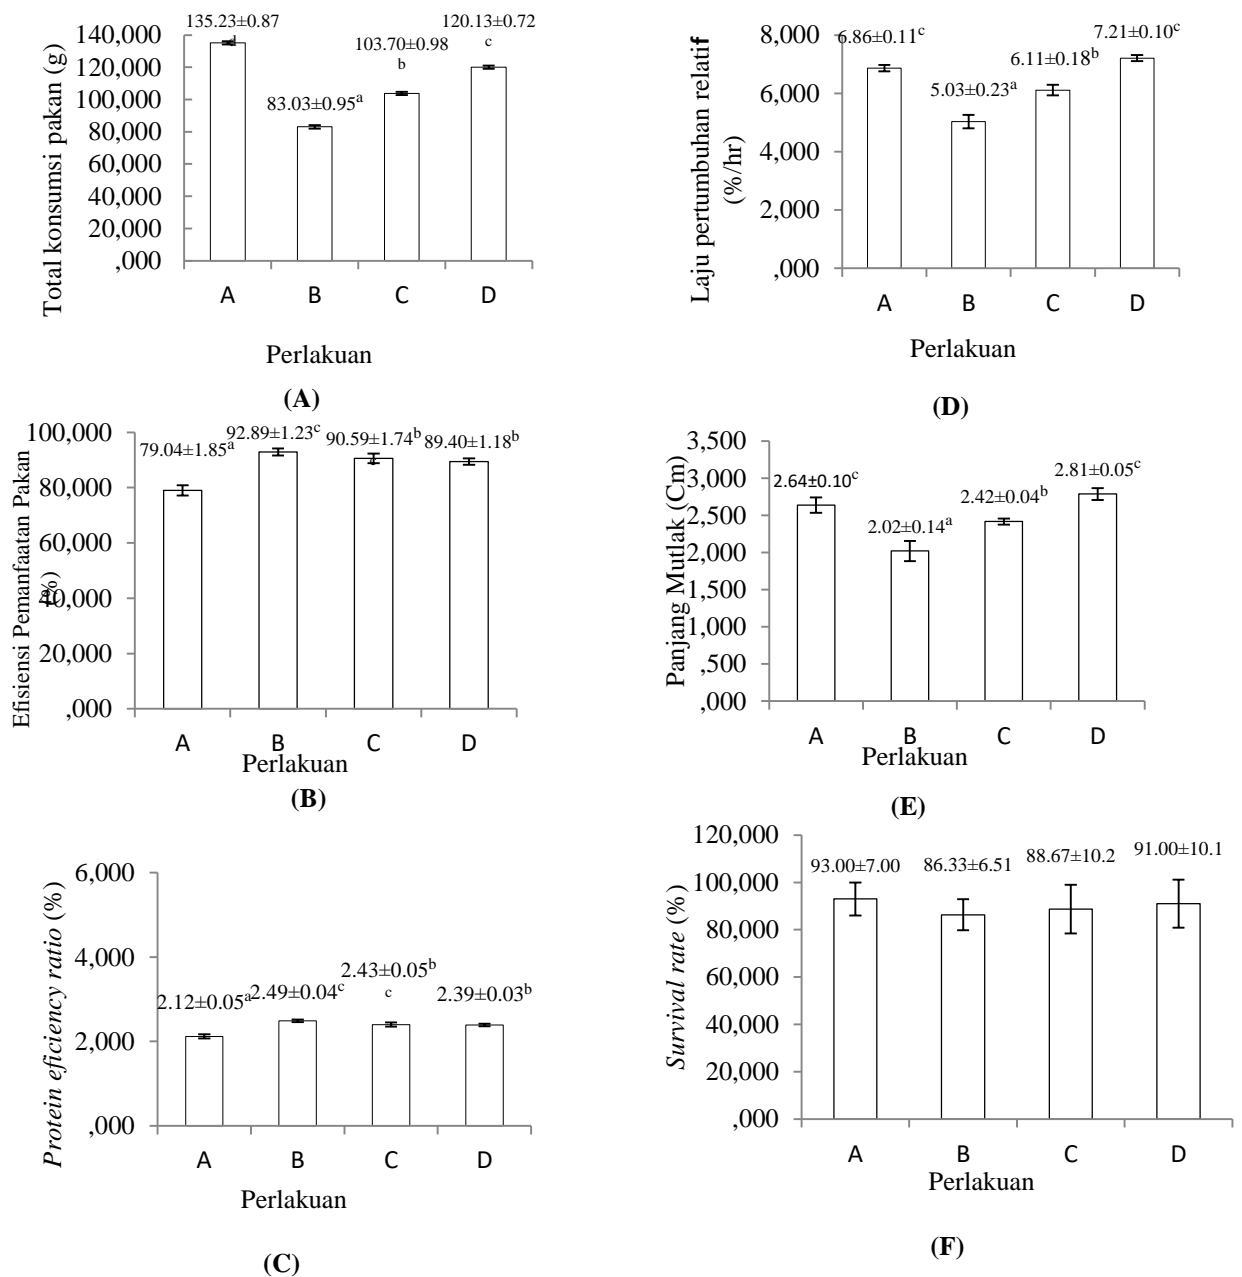 135.23±0.87
d
83.03±0.95a
103.70±0.98
b
120.13±0.72
c
140,000
120,000
100,000
80,000
60,000
40,000
20,000
,000
Total konsumsi pakan (g)
A B C D
Perlakuan
(A)
6.86±0.11c
5.03±0.23a
6.11±0.18b
7.21±0.10c
8,000
6,000
4,000
2,000
,000
Laju pertumbuhan relatif
(%/hr)
A B C D
Perlakuan
(D)
79.04±1.85a
92.89±1.23c
90.59±1.74b
c
89.40±1.18b
100,000
80,000
60,000
40,000
20,000
,000
Efisiensi Pemanfaatan Pakan
(%)
A B C D
Perlakuan
(B)
2.64±0.10c
2.02±0.14a
2.42±0.04b
2.81±0.05c
3,500
3,000
2,500
2,000
1,500
1,000
,500
,000
Panjang Mutlak (Cm)
A B C D
Perlakuan
(E)
2.12±0.05a
2.49±0.04c
2.43±0.05b
c
2.39±0.03b
6,000
4,000
2,000
,000
Protein eficiency ratio (%)
A B C D
Perlakuan
(C)
93.00±7.00
86.33±6.51
88.67±10.2
91.00±10.1
120,000
100,000
80,000
60,000
40,000
20,000
,000
Survival rate (%)
A B C D
Perlakuan
(F)